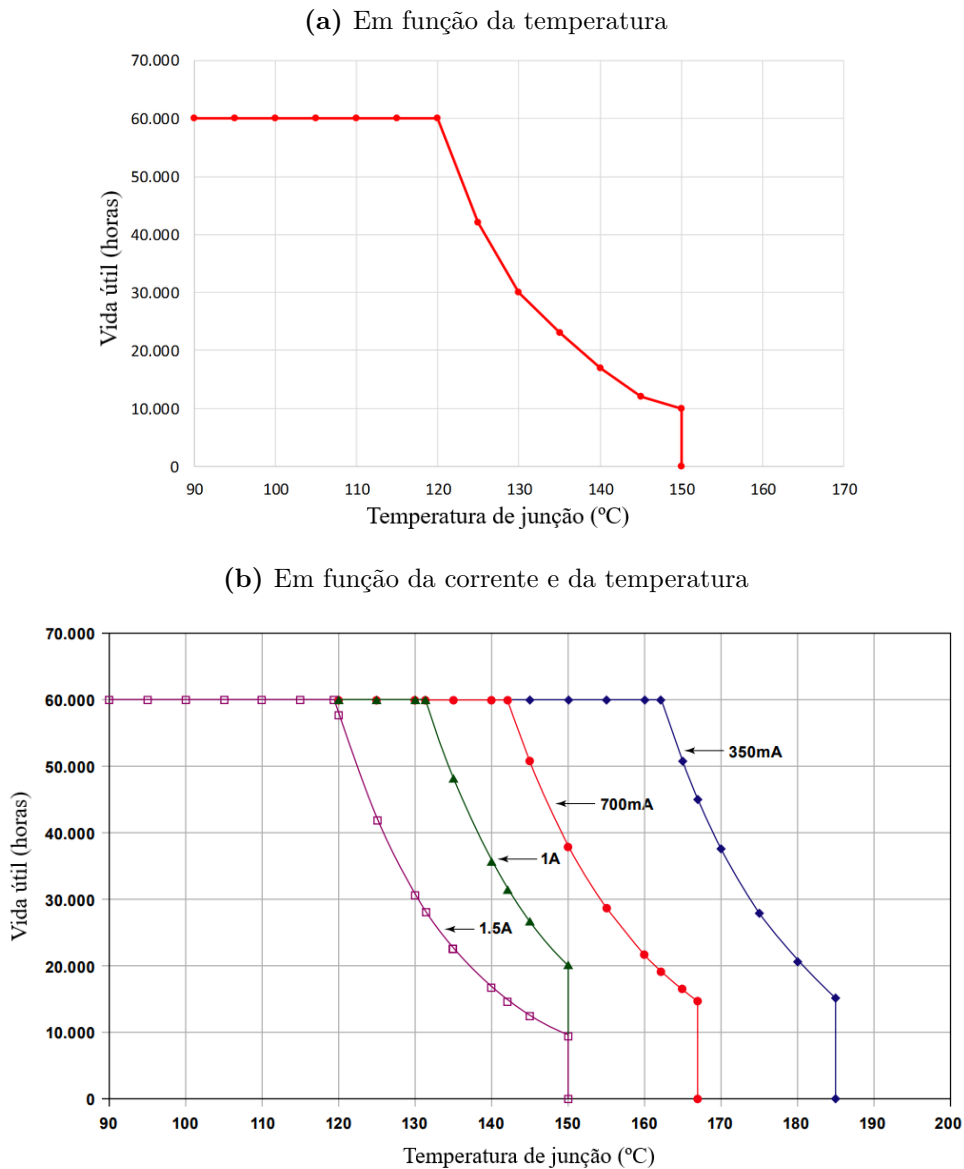 (a) Em função da temperatura
70.000
60.000
50.000
40.000
30.000
20.000
10.000
0
Vida útil (horas)
90 100 110 120 130 140 150 160 170
Temperatura de junção (ºC)
(b) Em função da corrente e da temperatura
70.000
60.000
50.000
40.000
30.000
20.000
10.000
0
Vida útil (horas)
350mA
700mA
1A
1.5A
90 100 110 120 130 140 150 160 170 180 190 200
Temperatura de junção (ºC)